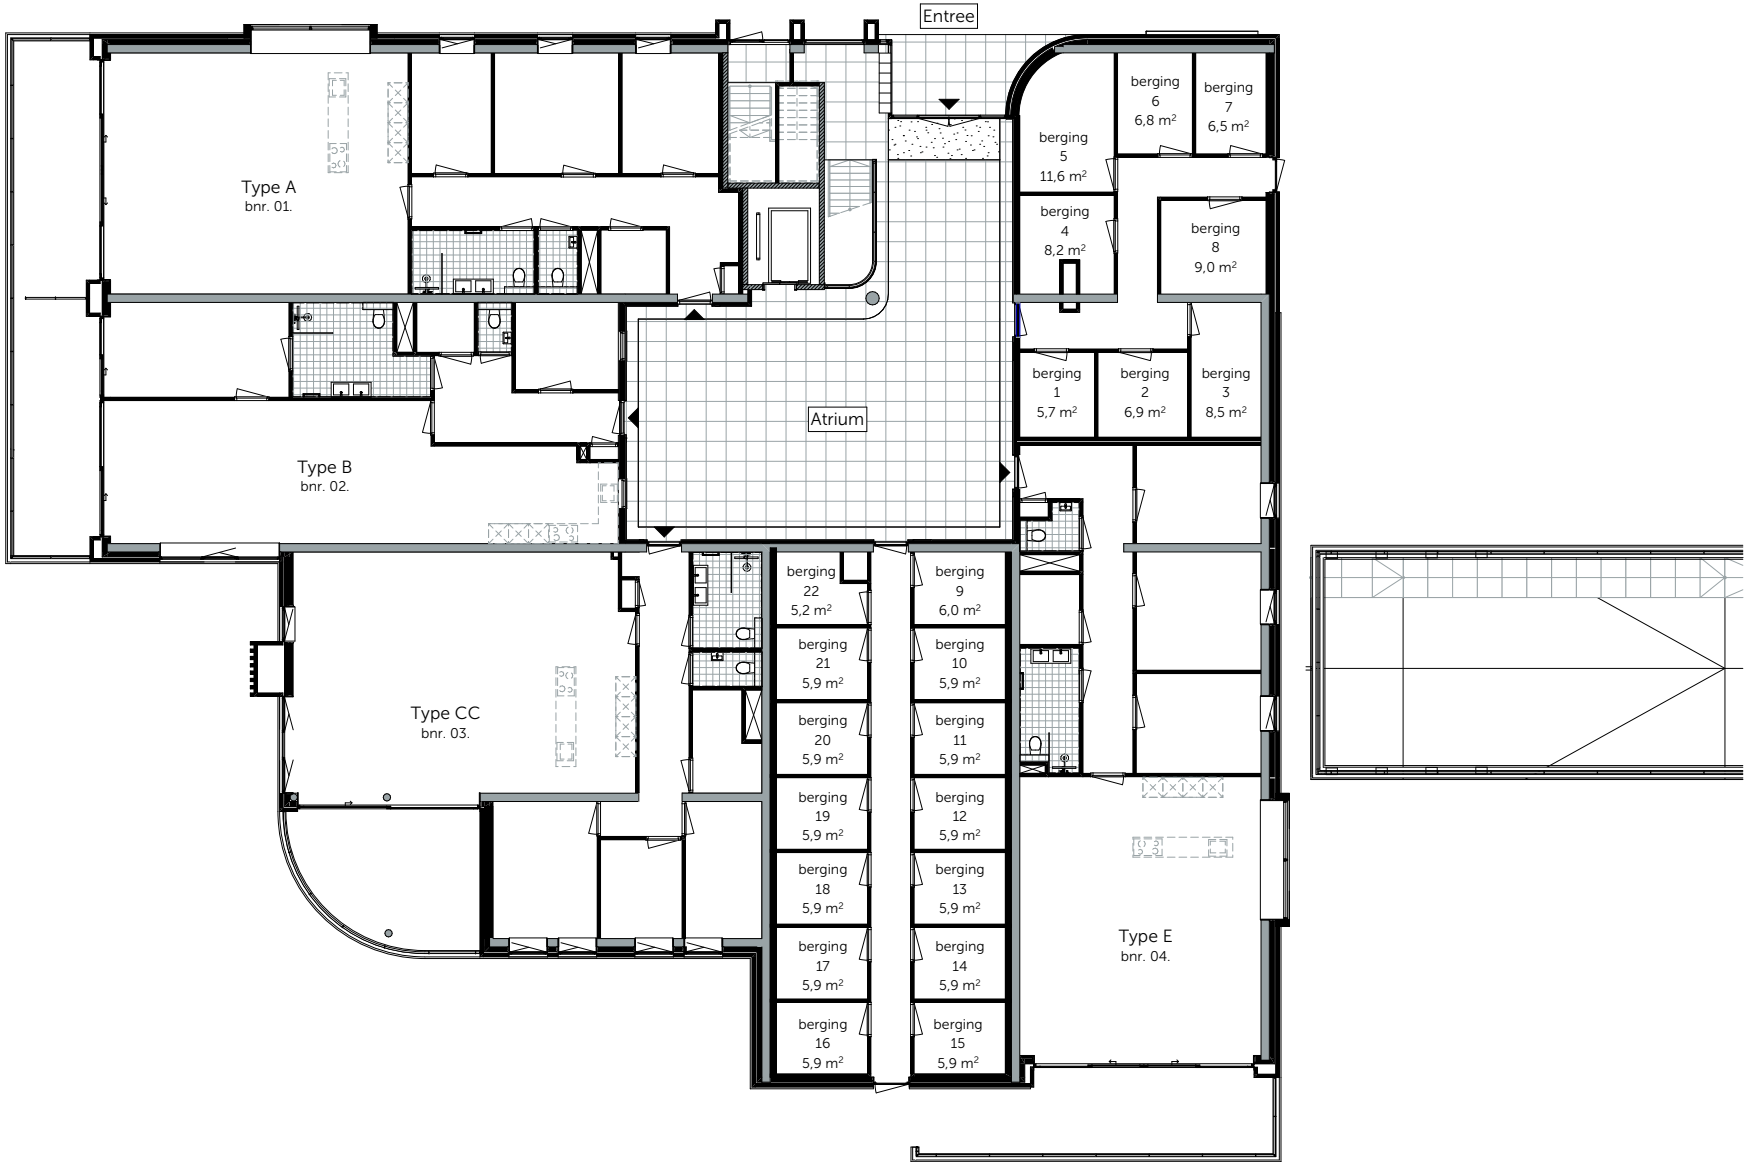 Entree
berging
6
6,8 m²
berging
7
6,5 m²
berging
5
11,6 m²
Type A
bnr. 01.
berging
4
8,2 m²
berging
8
9,0 m²
berging
1
5,7 m²
berging
2
6,9 m²
berging
3
8,5 m²
Atrium
Type B
bnr. 02.
berging
22
5,2 m²
berging
9
6,0 m²
berging
21
5,9 m²
berging
10
5,9 m²
Type CC
bnr. 03.
berging
20
5,9 m²
berging
11
5,9 m²
berging
19
5,9 m²
berging
12
5,9 m²
berging
18
5,9 m²
berging
13
5,9 m²
Type E
bnr. 04.
berging
17
5,9 m²
berging
14
5,9 m²
berging
16
5,9 m²
berging
15
5,9 m²